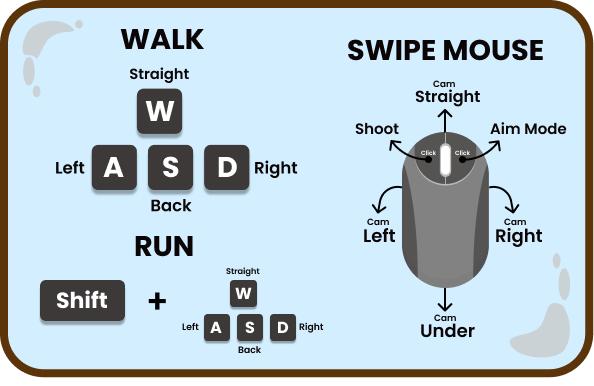 WALK
Straight
W
Left A S D Right
Back
RUN
Shift + 
Straight
W
Left A S D Right
Back
SWIPE MOUSE
Cam
Straight
Shoot
Aim Mode
Click Click
Cam
Left
Cam
Right
Cam
Under